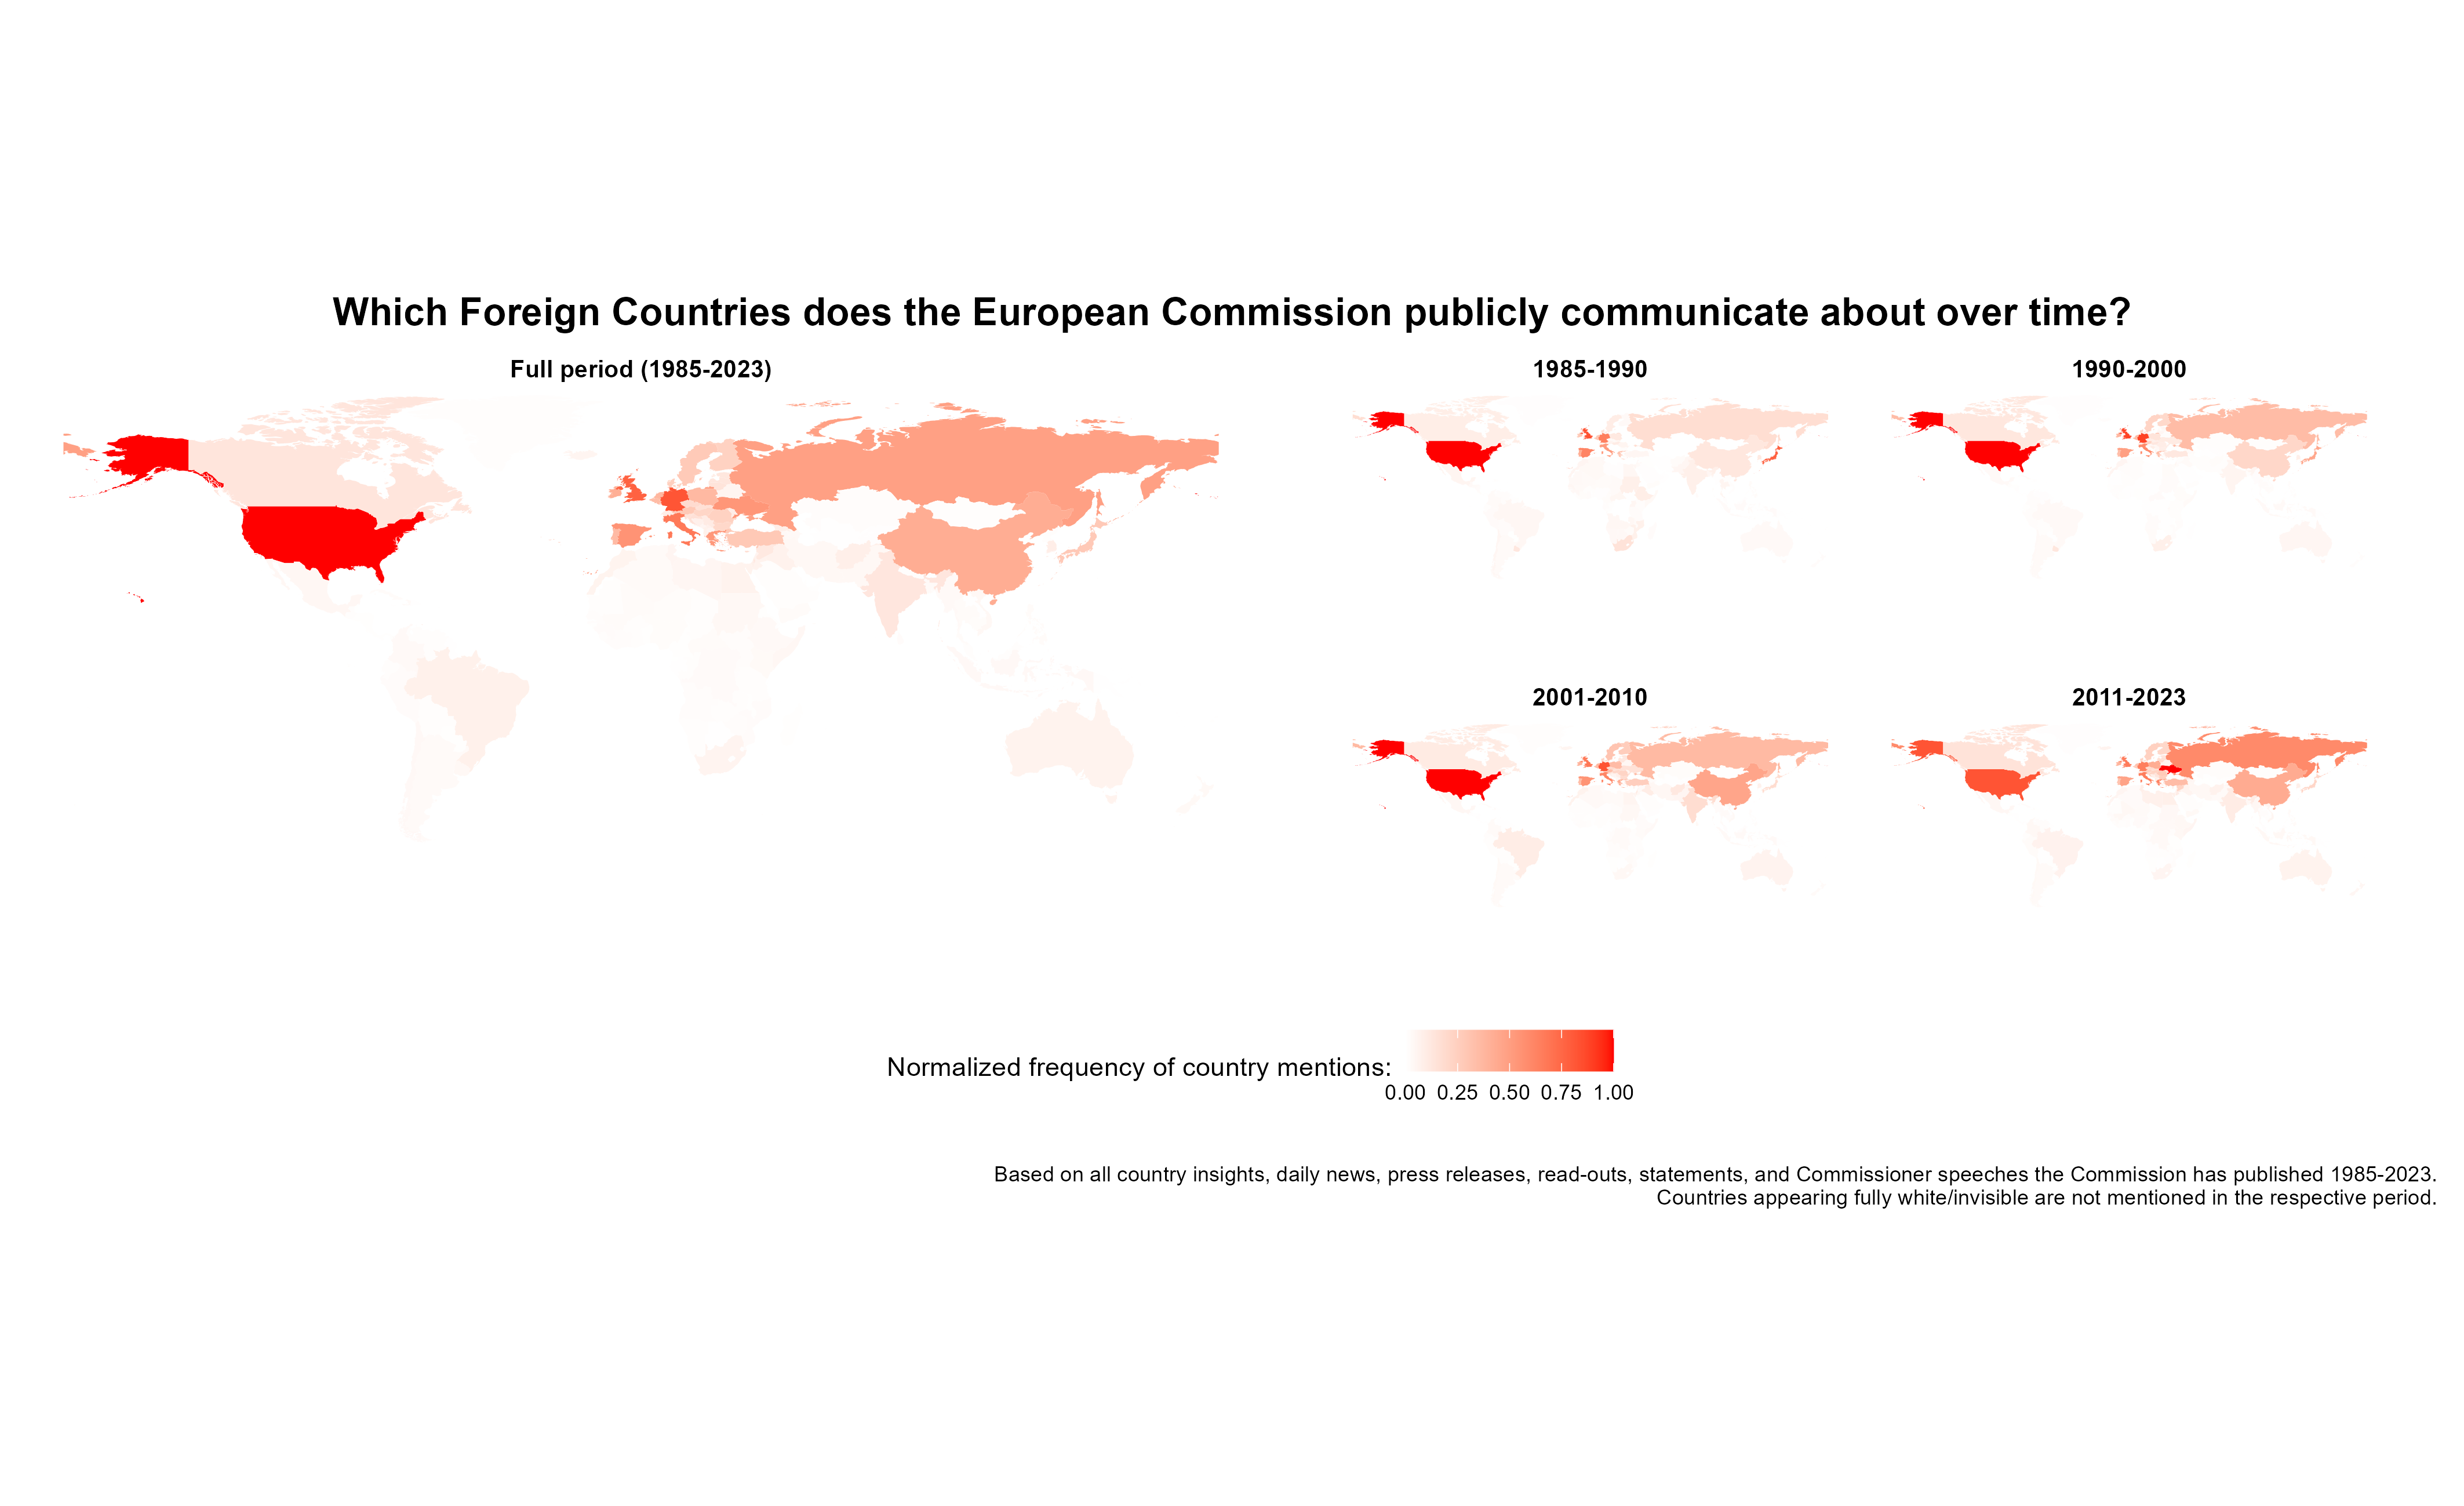 Which Foreign Countries does the European Commission publicly communicate about over time?
Full period (1985-2023)
1985-1990
1990-2000
2001-2010
2011-2023
Normalized frequency of country mentions:
0.00 0.25 0.50 0.75 1.00
Based on all country insights, daily news, press releases, read-outs, statements, and Commissioner speeches the Commission has published 1985-2023.
Countries appearing fully white/invisible are not mentioned in the respective period.